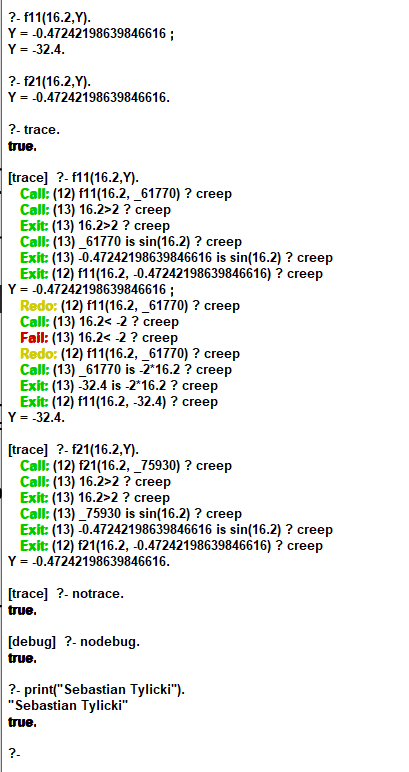 ?- f11(16.2,Y).
Y = -0.47242198639846616 ;
Y = -32.4.
?- f21(16.2,Y).
Y = -0.47242198639846616.
?- trace.
true.
[trace]  ?- f11(16.2,Y).
Call: (12) f11(16.2, _61770) ? creep
Call: (13) 16.2>2 ? creep
Exit: (13) 16.2>2 ? creep
Call: (13) _61770 is sin(16.2) ? creep
Exit: (13) -0.47242198639846616 is sin(16.2) ? creep
Exit: (12) f11(16.2, -0.47242198639846616) ? creep
Y = -0.47242198639846616 ;
Redo: (12) f11(16.2, _61770) ? creep
Call: (13) 16.2< -2 ? creep
Fail: (13) 16.2< -2 ? creep
Redo: (12) f11(16.2, _61770) ? creep
Call: (13) _61770 is -2*16.2 ? creep
Exit: (13) -32.4 is -2*16.2 ? creep
Exit: (12) f11(16.2, -32.4) ? creep
Y = -32.4.
[trace]  ?- f21(16.2,Y).
Call: (12) f21(16.2, _75930) ? creep
Call: (13) 16.2>2 ? creep
Exit: (13) 16.2>2 ? creep
Call: (13) _75930 is sin(16.2) ? creep
Exit: (13) -0.47242198639846616 is sin(16.2) ? creep
Exit: (12) f21(16.2, -0.47242198639846616) ? creep
Y = -0.47242198639846616.
[trace]  ?- notrace.
true.
[debug]  ?- nodebug.
true.
?- print("Sebastian Tylicki").
"Sebastian Tylicki"
true.
?-